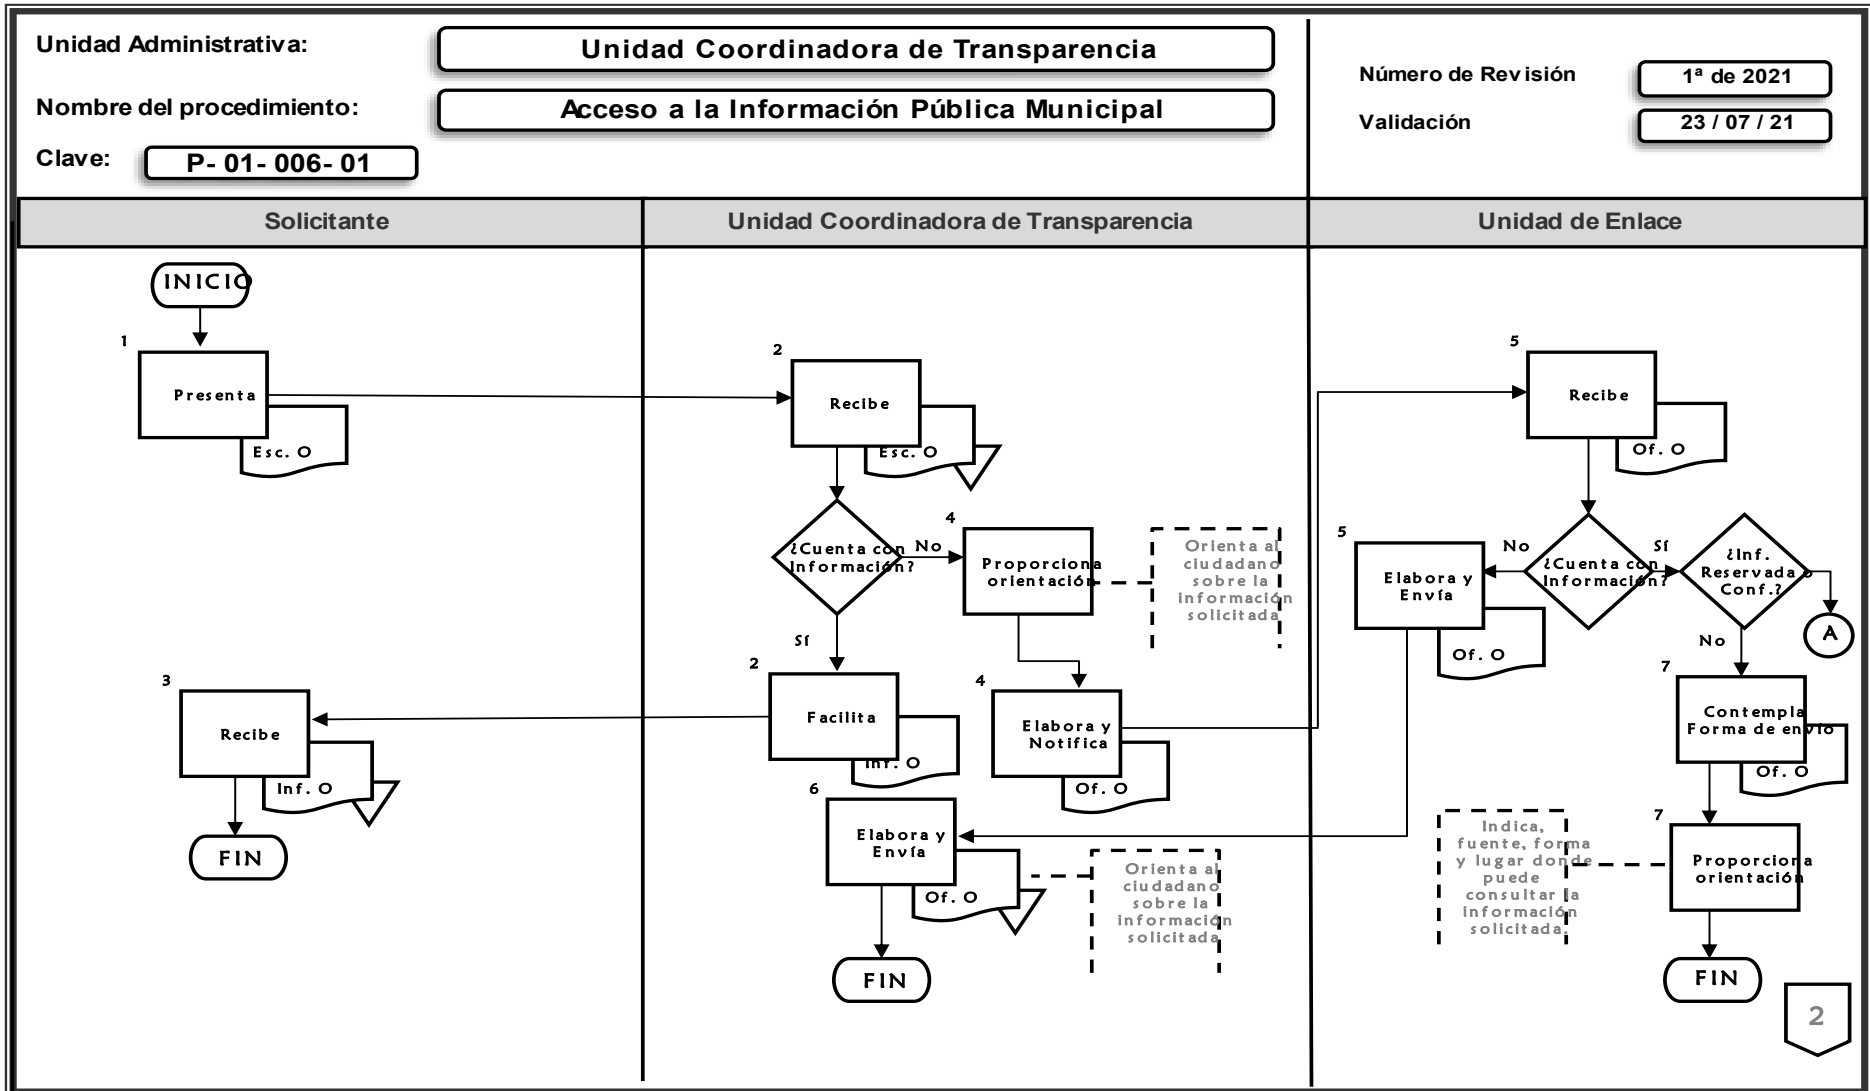 Unidad Administrativa:
Unidad Coordinadora de Transparencia
Nombre del procedimiento:
Acceso a la Información Pública Municipal
Clave:
P- 01- 006- 01
Número de Revisión
1ª de 2021
Validación
23 / 07 / 21
Solicitante
Unidad Coordinadora de Transparencia
Unidad de Enlace
INICIO
1
Presenta
Esc. O
3
Recibe
Inf. O
FIN
2
Recibe
Esc. O
¿Cuenta con
Información?
No
Sí
4
Proporciona
orientación
Orienta al
ciudadano
sobre la
información
solicitada
2
Facilita
Inf. O
4
Elabora y
Notifica
Of. O
6
Elabora y
Envía
Of. O
Orienta al
ciudadano
sobre la
información
solicitada
FIN
5
Recibe
Of. O
¿Cuenta con
Información?
No
Sí
5
Elabora y
Envía
Of. O
¿Inf.
Reservada o
Conf.?
A
No
7
Contempla
Forma de envío
Of. O
7
Proporciona
orientación
Indica,
fuente, forma
y lugar donde
puede
consultar la
información
solicitada.
FIN
2